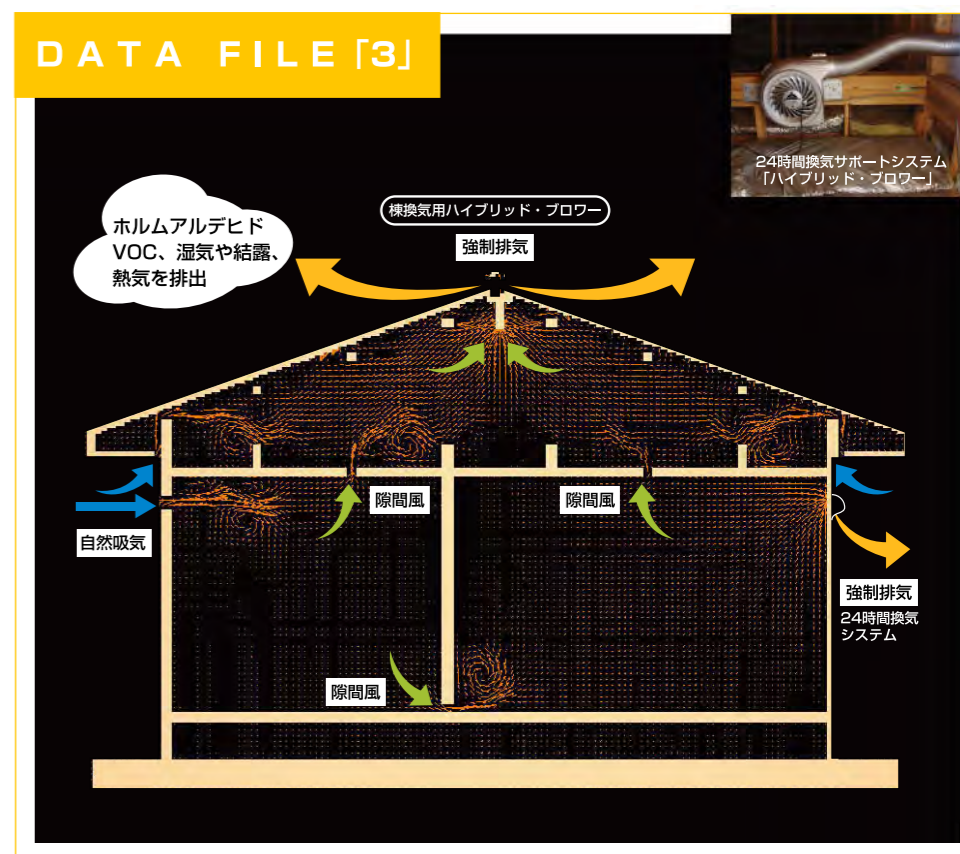 DATA FILE「3」
24時間換気サポートシステム
「ハイブリッド・ブロワー」
ホルムアルデヒド
VOC、湿気や結露、
熱気を排出
棟換気用ハイブリッド・ブロワー
強制排気
隙間風
隙間風
自然吸気
強制排気
24時間換気
システム
隙間風